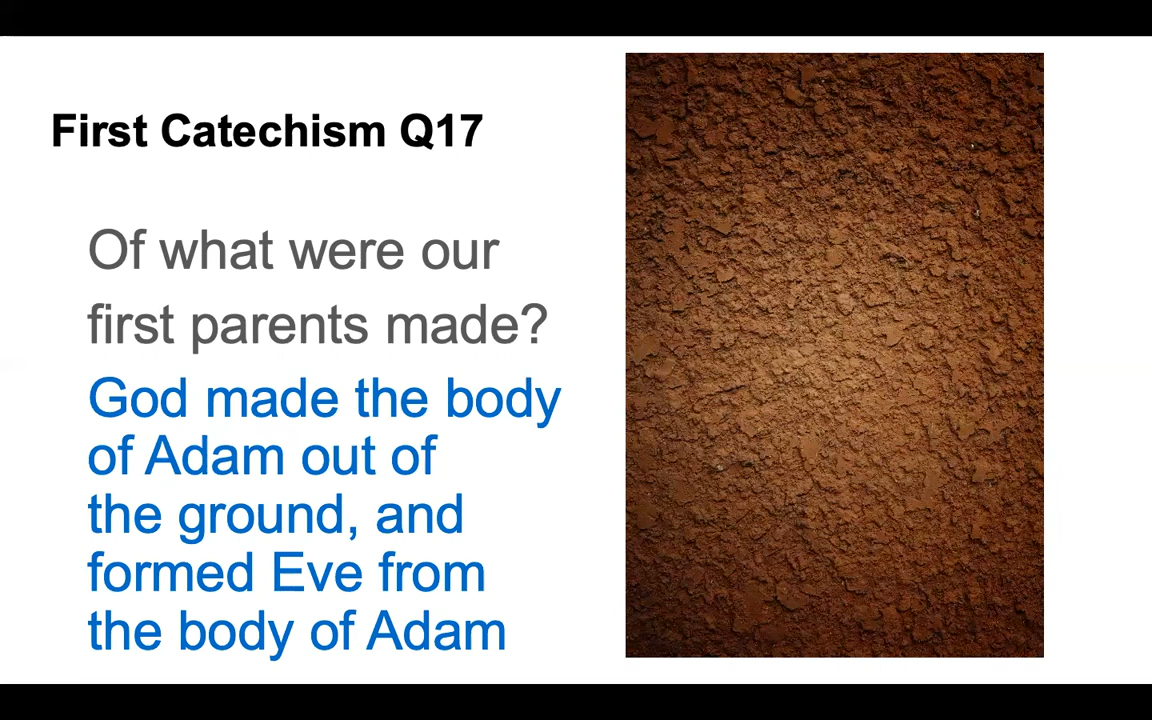 First Catechism Q17
Of what were our
first parents made?
God made the body
of Adam out of
the ground, and
formed Eve from
the body of Adam